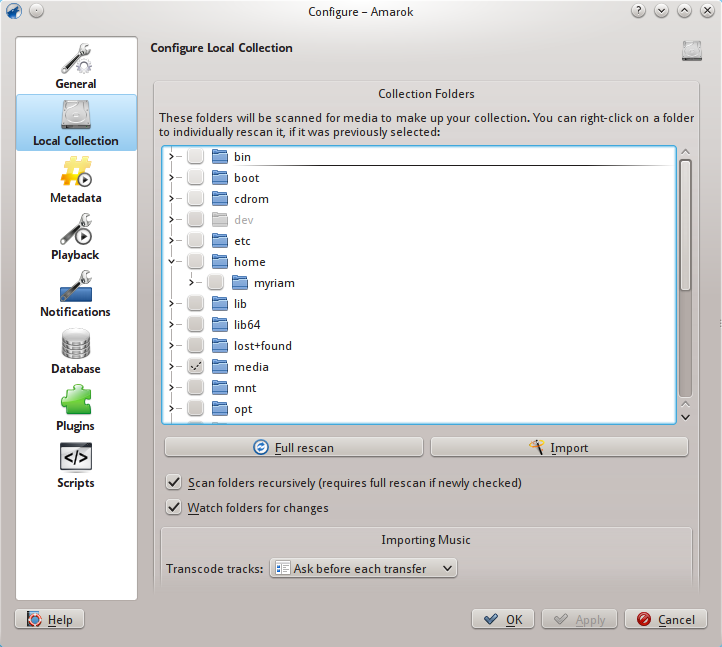 Configure – Amarok
General
Local Collection
Metadata
Playback
Notifications
Database
Plugins
Scripts
Configure Local Collection
Collection Folders
These folders will be scanned for media to make up your collection. You can right-click on a folder
to individually rescan it, if it was previously selected:
bin
boot
cdrom
dev
etc
home
myriam
lib
lib64
lost+found
media
mnt
opt
Full rescan
Import
Scan folders recursively (requires full rescan if newly checked)
Watch folders for changes
Importing Music
Transcode tracks: Ask before each transfer
Help
OK
Apply
Cancel